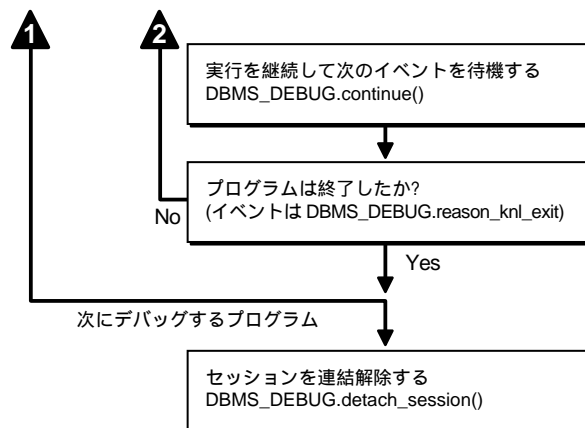 1
2
実行を継続して次のイベントを待機する
DBMS_DEBUG.continue()
プログラムは終了したか?
(イベントは DBMS_DEBUG.reason_knl_exit)
No
Yes
次にデバッグするプログラム
セッションを連結解除する
DBMS_DEBUG.detach_session()